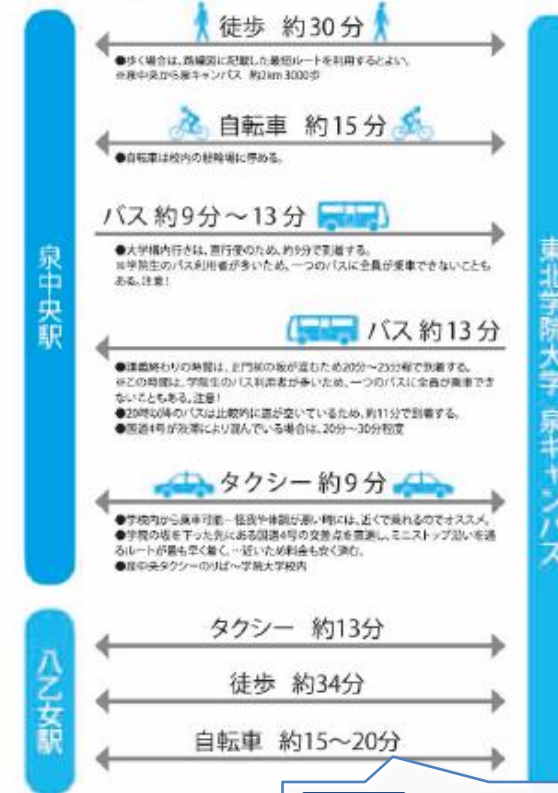 徒歩 約30分
●歩く場合は、路線図に記載した最短ルートを利用するとよい。
※泉中央から泉キャンパス 約2km 3000歩
自転車 約15分
●自転車は校内の駐輪場に停める。
バス 約9分～13分
●大学構内行きは、直行便のため、約9分で到着する。
※学院生のバス利用者が多いため、一つのバスに全員が乗車できないことも
ある。注意！
泉中央駅
バス 約13分
●講義終わりの時間は、正門前の坂が混むため20分～25分程で到着する。
※この時間は、学院生のバス利用者が多いため、一つのバスに全員が乗車でき
ないこともある。注意！
●20時以降のバスは比較的に道が空いているため、約11分で到着する。
●国道4号が渋滞により混んでいる場合は、20分～30分程度
タクシー 約9分
●学校内から乗車可能…怪我や体調が悪い時には、近くで乗れるのでオススメ。
●学院の坂を下った先にある国道4号の交差点を直進し、ミニストップ沿いを通
るルートが最も早く着く。…近いため料金も安く済む。
●泉中央タクシーのりば～学院大学校内
八乙女駅
タクシー 約13分
徒歩 約34分
自転車 約15～20分
東北学院大学 泉キャンパス